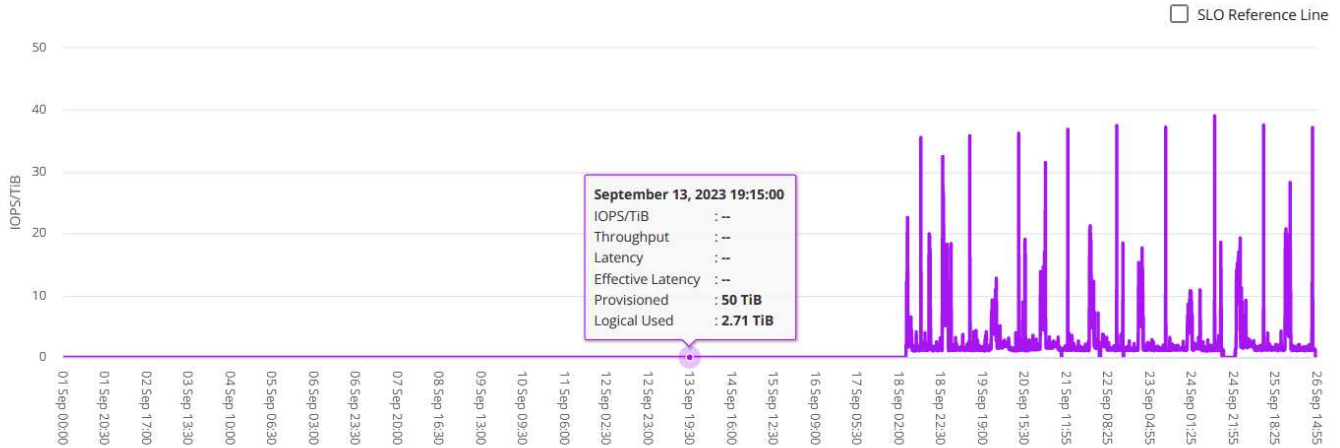 SLO Reference Line
50
40
30
20
10
0
IOPS/TiB
September 13, 2023 19:15:00
IOPS/TiB : --
Throughput : --
Latency : --
Effective Latency : --
Provisioned : 50 TiB
Logical Used : 2.71 TiB
01 Sep 00:00
01 Sep 20:30
02 Sep 17:00
03 Sep 13:30
04 Sep 10:00
05 Sep 06:30
06 Sep 03:00
06 Sep 23:30
07 Sep 20:00
08 Sep 16:30
09 Sep 13:00
10 Sep 09:30
11 Sep 06:00
12 Sep 02:30
12 Sep 23:00
13 Sep 19:30
14 Sep 16:00
15 Sep 12:30
16 Sep 09:00
17 Sep 05:30
18 Sep 02:00
18 Sep 22:30
19 Sep 19:00
20 Sep 15:30
21 Sep 11:55
22 Sep 08:25
23 Sep 04:55
24 Sep 01:25
24 Sep 21:55
25 Sep 18:25
26 Sep 14:55